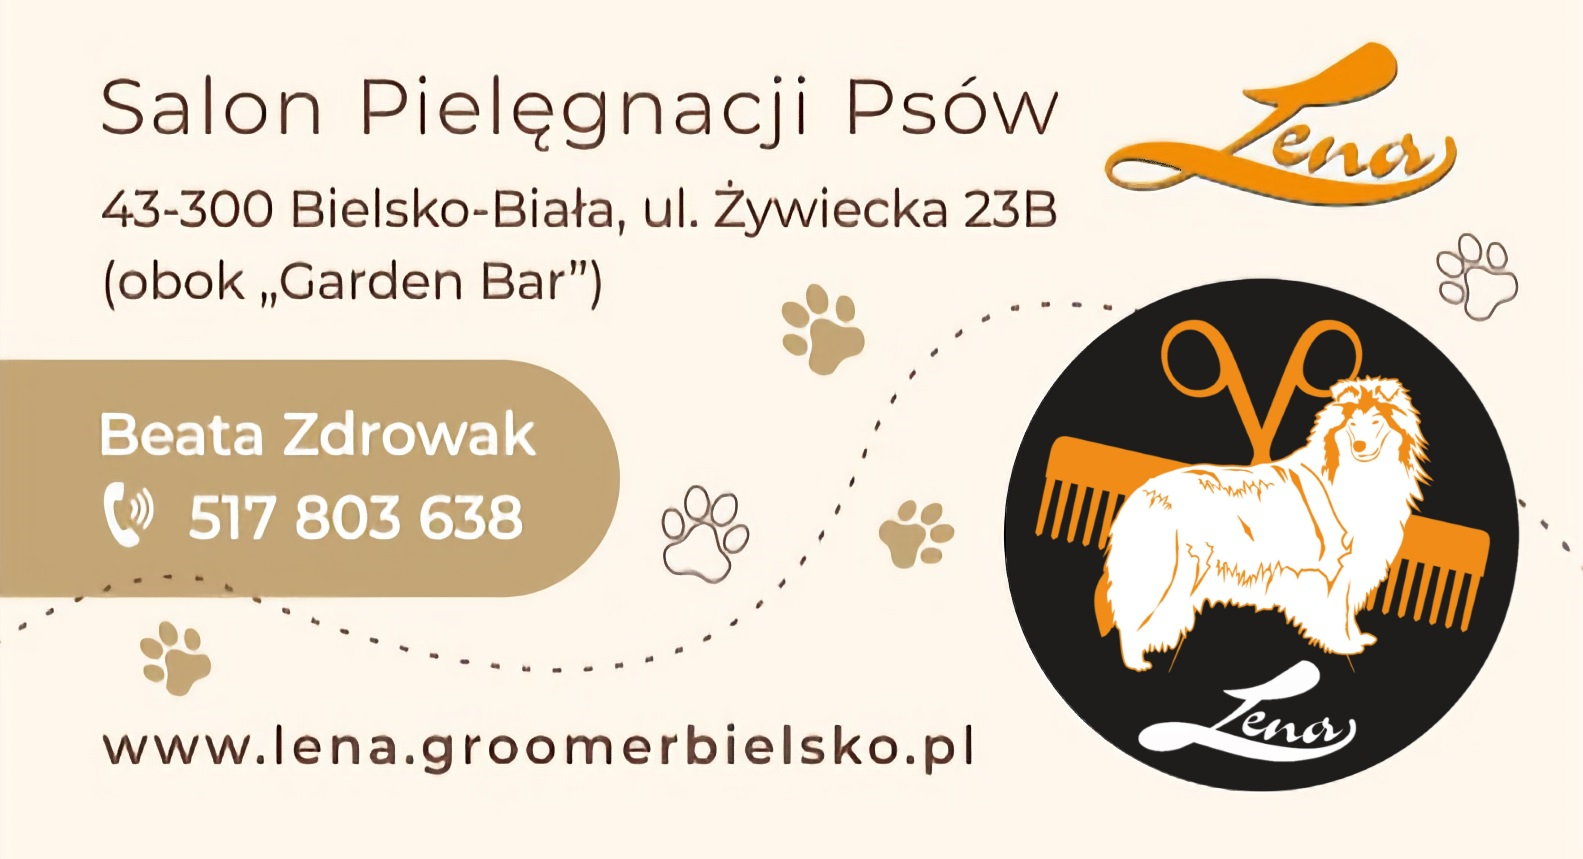 Salon Pielęgnacji Psów
Lena
43-300 Bielsko-Biała, ul. Żywiecka 23B
(obok „Garden Bar”)
Beata Zdrowak
517 803 638
Lena
www.lena.groomerbielsko.pl